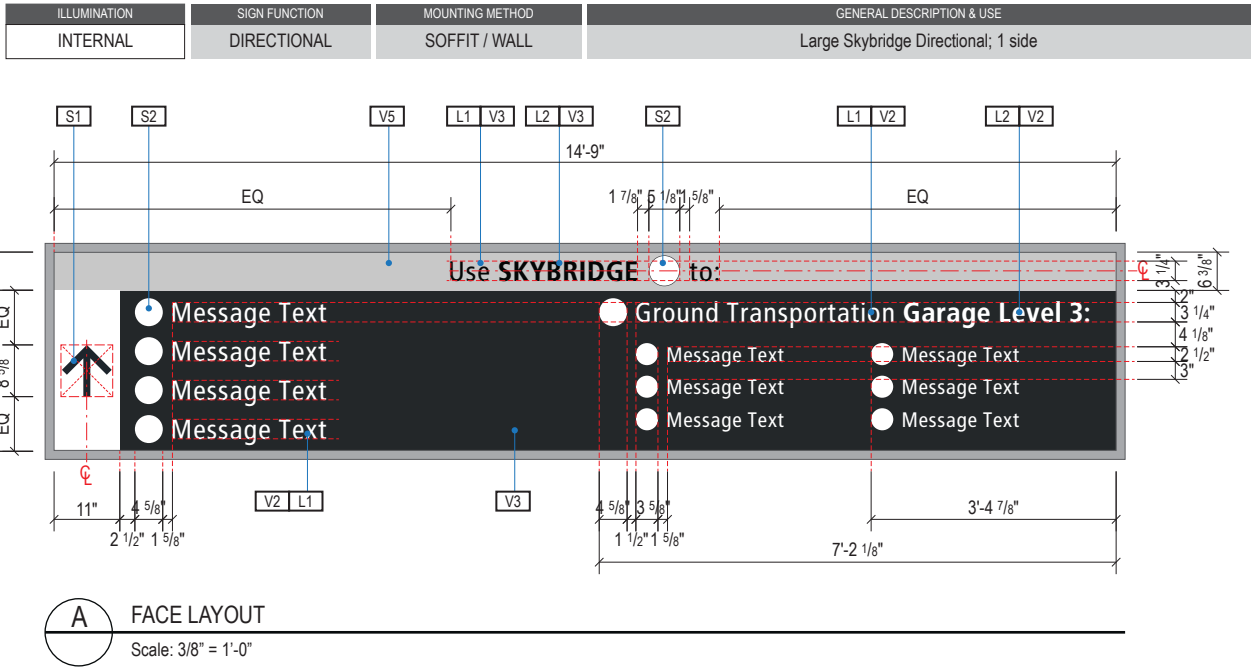 ILLUMINATION SIGN FUNCTION MOUNTING METHOD GENERAL DESCRIPTION & USE
INTERNAL DIRECTIONAL SOFFIT / WALL Large Skybridge Directional; 1 side
S1 S2 V5 L1 V3 L2 V3 S2 L1 V2 L2 V2
14'-9"
EQ 1 7/8" 5 1/8" 1 5/8" EQ
Use SKYBRIDGE to:
3 1/4" 6 3/8"
Message Text Ground Transportation Garage Level 3:
2"
3 1/4"
4 1/8"
2 1/2"
3"
EQ
8 5/8
EQ
Message Text Message Text Message Text
Message Text Message Text Message Text
Message Text Message Text Message Text
V2 L1 V3
11" 4 5/8" 4 5/8" 3 5/8" 3'-4 7/8"
2 1/2" 1 5/8" 1 1/2" 1 5/8" 7'-2 1/8"
A FACE LAYOUT
Scale: 3/8" = 1'-0"